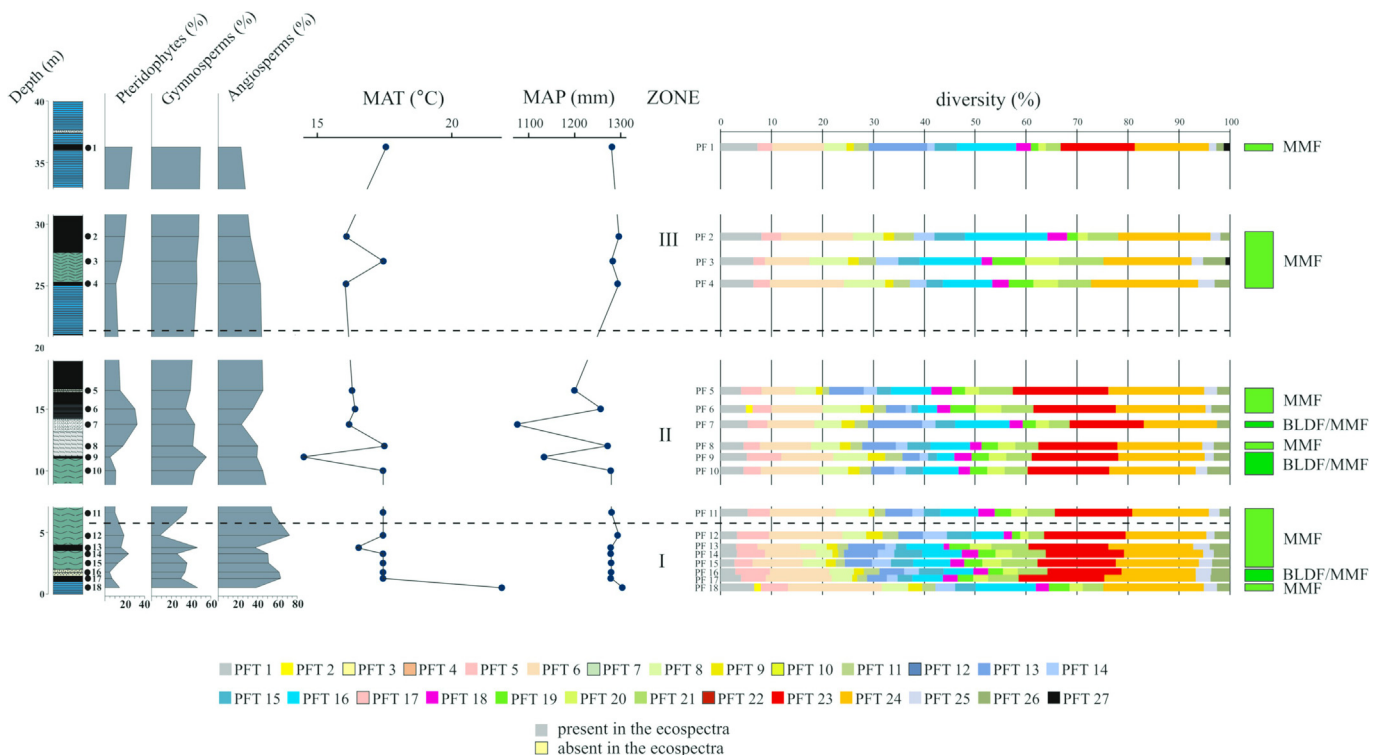 Depth (m)
Pteridophytes (%)
Gymnosperms (%)
Angiosperms (%)
MAT (°C)
MAP (mm)
ZONE
diversity (%)
15 20
1100 1200 1300
0 10 20 30 40 50 60 70 80 90 100
40
1
PF 1
MMF
35
30
2
III
PF 2
3
PF 3
MMF
4
PF 4
25
20
5
PF 5
MMF
15
6
PF 6
7
II
PF 7
BLDF/MMF
8
PF 8
MMF
9
PF 9
BLDF/MMF
10
10
PF 10
11
PF 11
MMF
5
12
PF 12
13
PF 13
14
I
PF 14
15
PF 15
16
PF 16
BLDF/MMF
17
PF 17
0
18
PF 18
MMF
20 40
20 40 60
20 40 60 80
PFT 1 PFT 2 PFT 3 PFT 4 PFT 5 PFT 6 PFT 7 PFT 8 PFT 9 PFT 10 PFT 11 PFT 12 PFT 13 PFT 14
PFT 15 PFT 16 PFT 17 PFT 18 PFT 19 PFT 20 PFT 21 PFT 22 PFT 23 PFT 24 PFT 25 PFT 26 PFT 27
present in the ecospectra
absent in the ecospectra